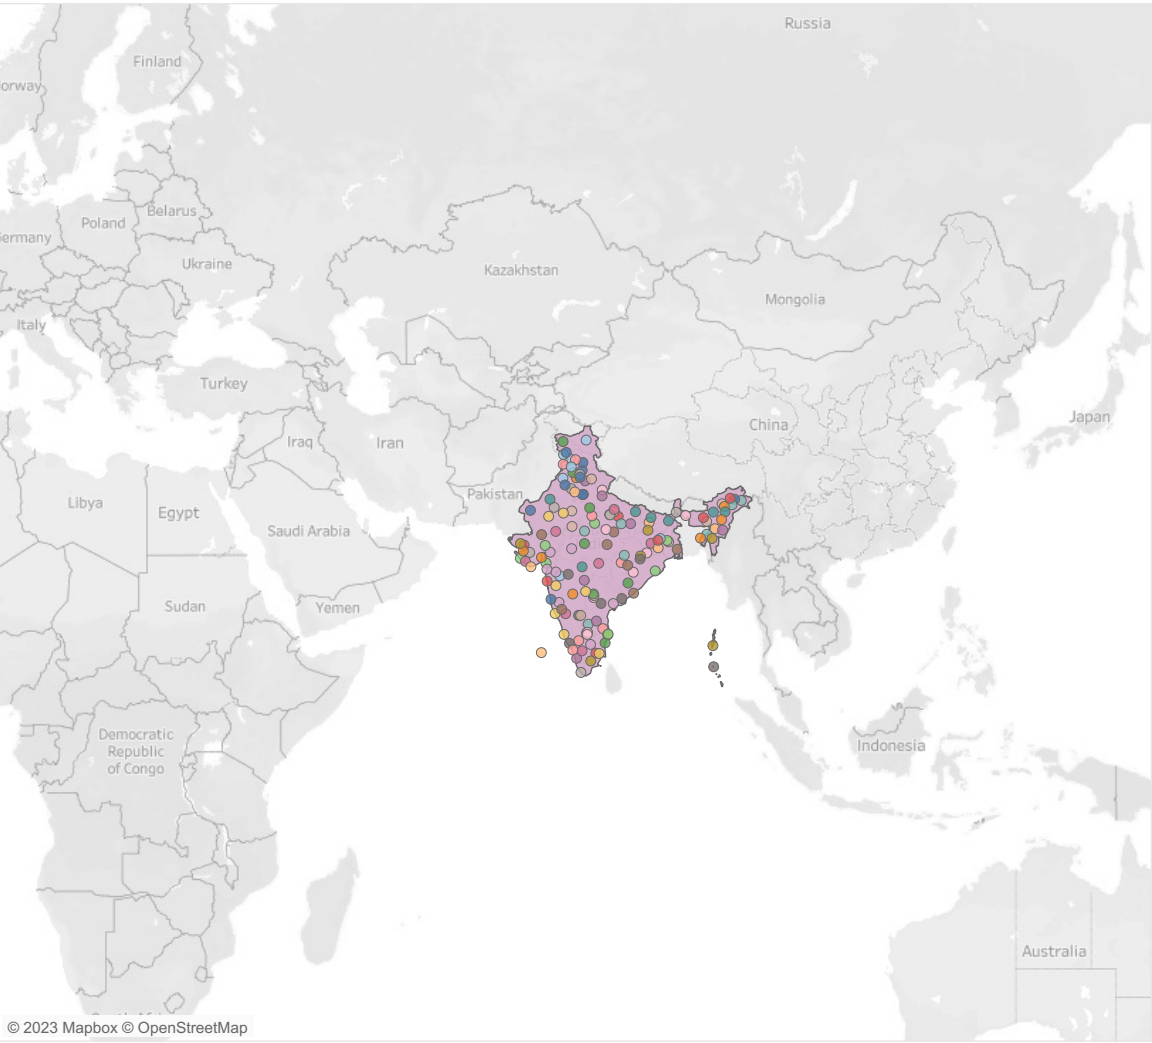 Russia
Finland
orway
Belarus
Poland
ermany
Ukraine
Kazakhstan
Mongolia
Italy
Turkey
Japan
China
Iraq
Iran
Pakistan
Libya
Egypt
Saudi Arabia
Sudan
Yemen
Democratic
Republic
of Congo
Indonesia
Australia
© 2023 Mapbox © OpenStreetMap